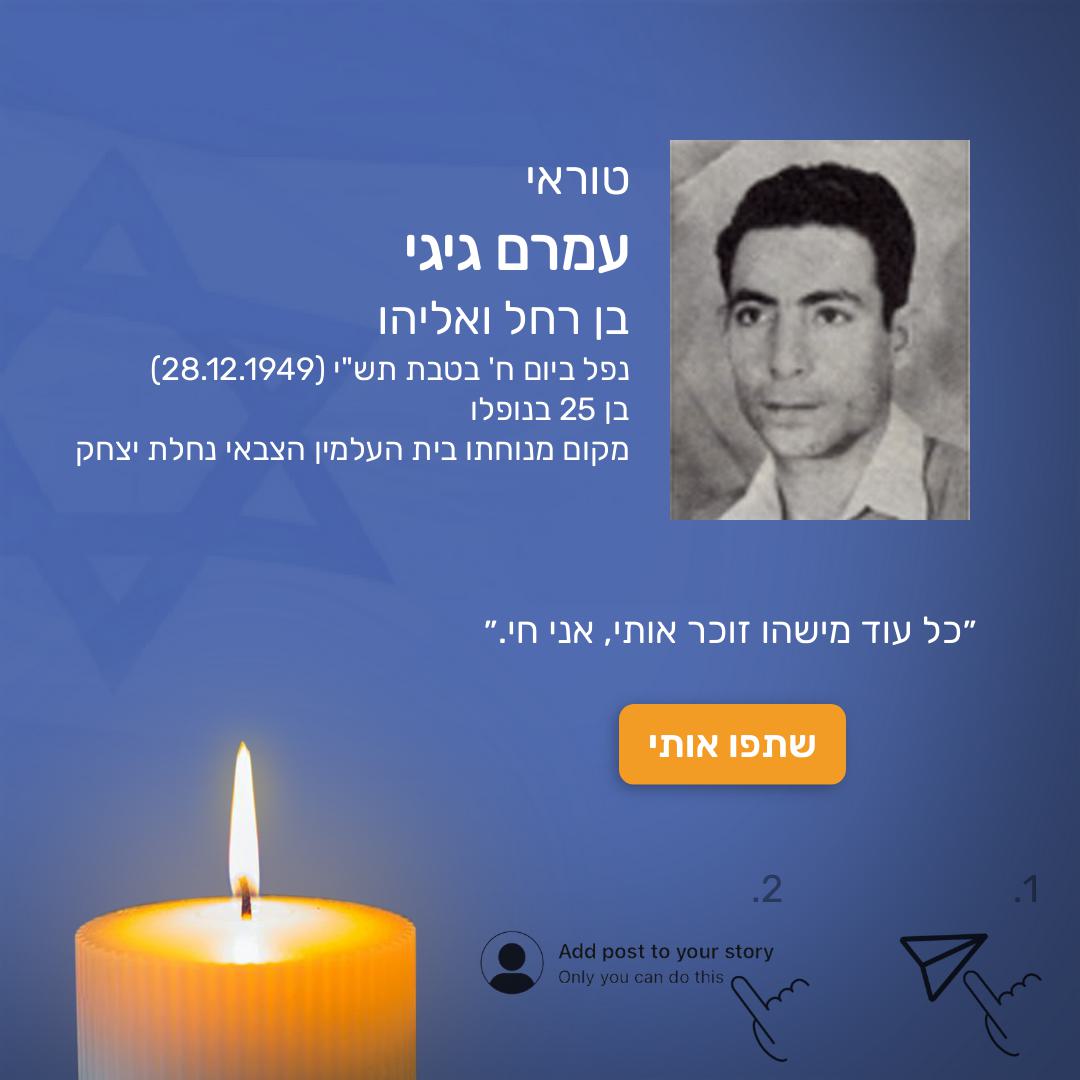 טוראי
עמרם גיגי
בן רחל ואליהו
נפל ביום ח' בטבת תש"י (28.12.1949)
בן 25 בנופלו
מקום מנוחתו בית העלמין הצבאי נחלת יצחק
״כל עוד מישהו זוכר אותי, אני חי.״
שתפו אותי
1.
2.
Add post to your story
Only you can do this